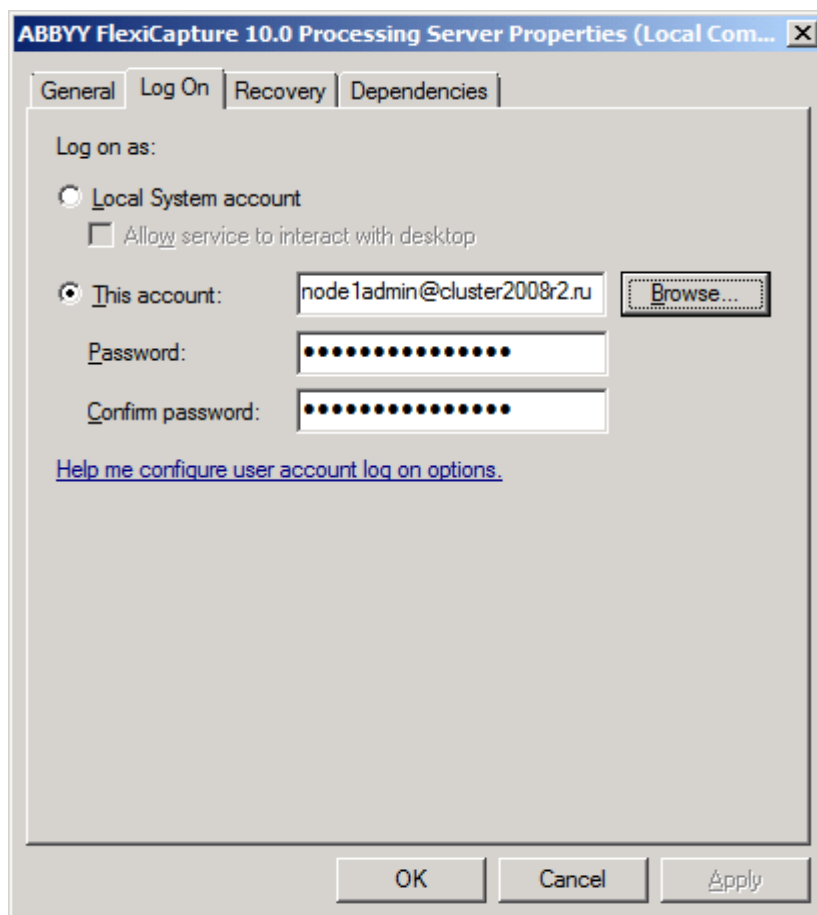 ABBYY FlexiCapture 10.0 Processing Server Properties (Local Com...
General Log On Recovery Dependencies
Log on as:
Local System account
Allow service to interact with desktop
This account: node1admin@cluster2008r2.ru Browse...
Password: •••••••••••••••
Confirm password: •••••••••••••••
Help me configure user account log on options.
OK Cancel Apply